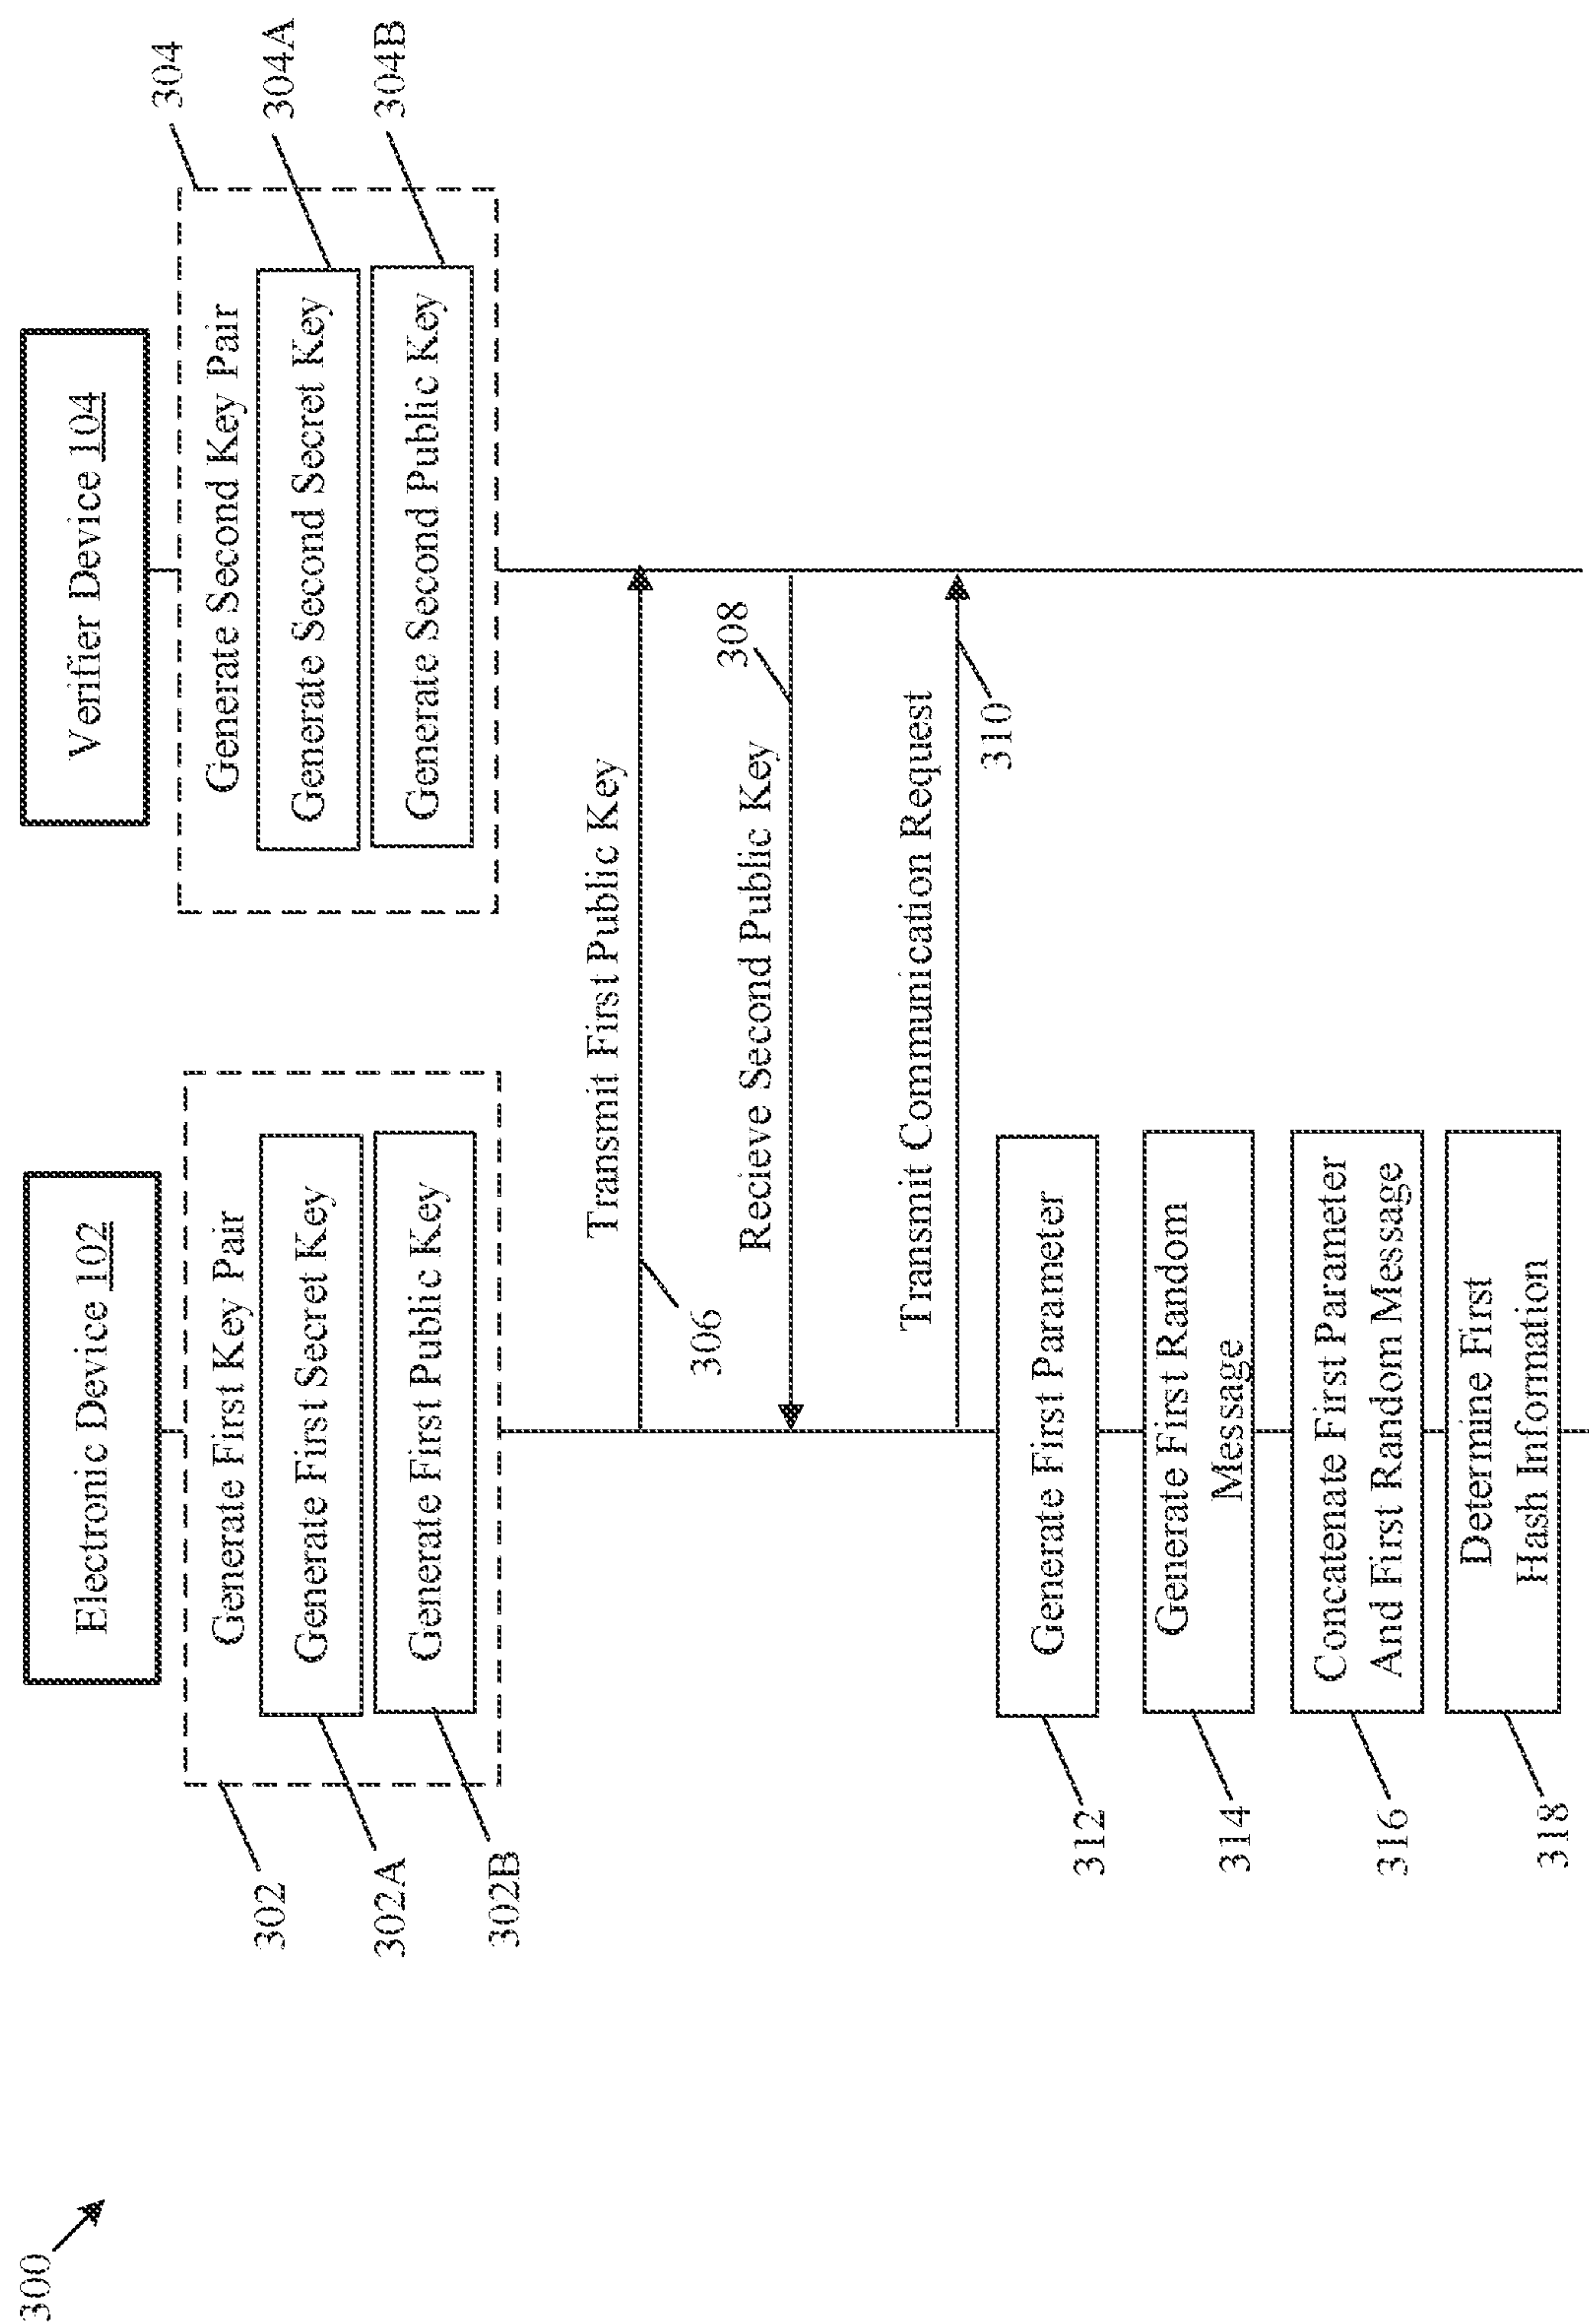 300
Electronic Device 102
Verifier Device 104
302
Generate First Key Pair
302A
Generate First Secret Key
302B
Generate First Public Key
304
Generate Second Key Pair
304A
Generate Second Secret Key
304B
Generate Second Public Key
Transmit First Public Key
306
308
Recieve Second Public Key
Transmit Communication Request
310
312
Generate First Parameter
314
Generate First Random
Message
316
Concatenate First Parameter
And First Random Message
318
Determine First
Hash Information